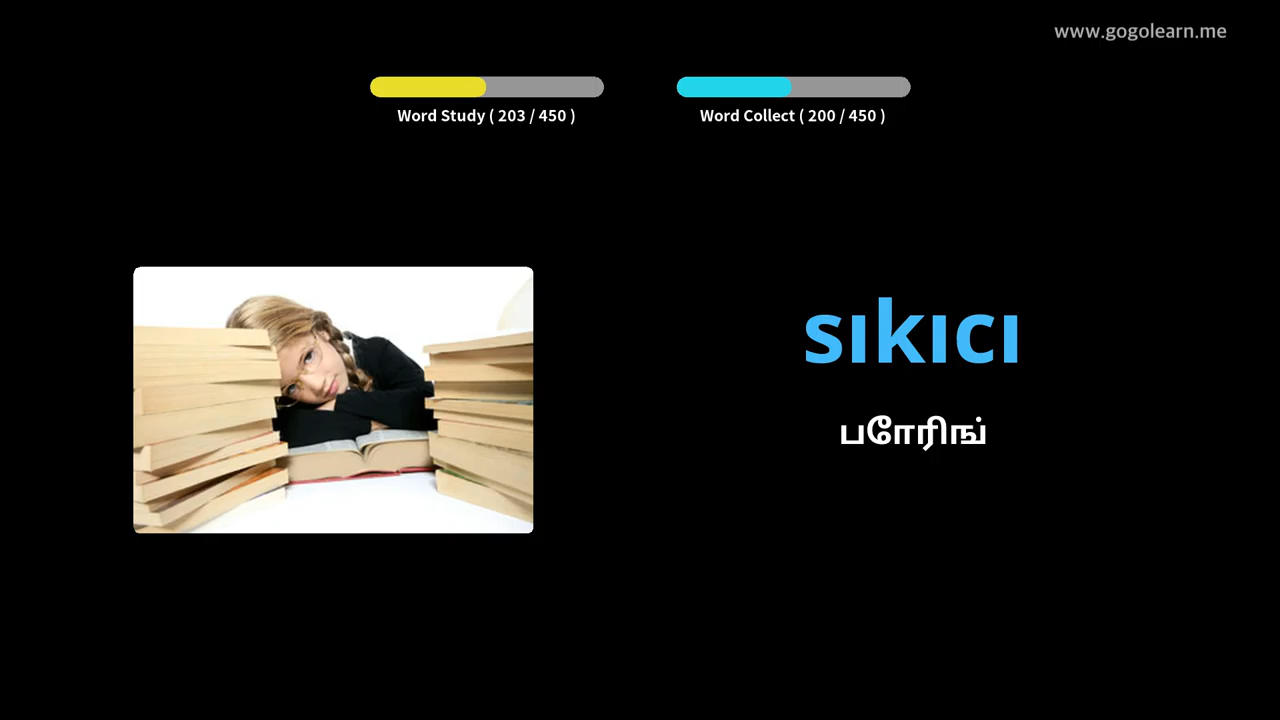 www.gogolearn.me
Word Study ( 203 / 450 )
Word Collect ( 200 / 450 )
sıkıcı
போரிங்